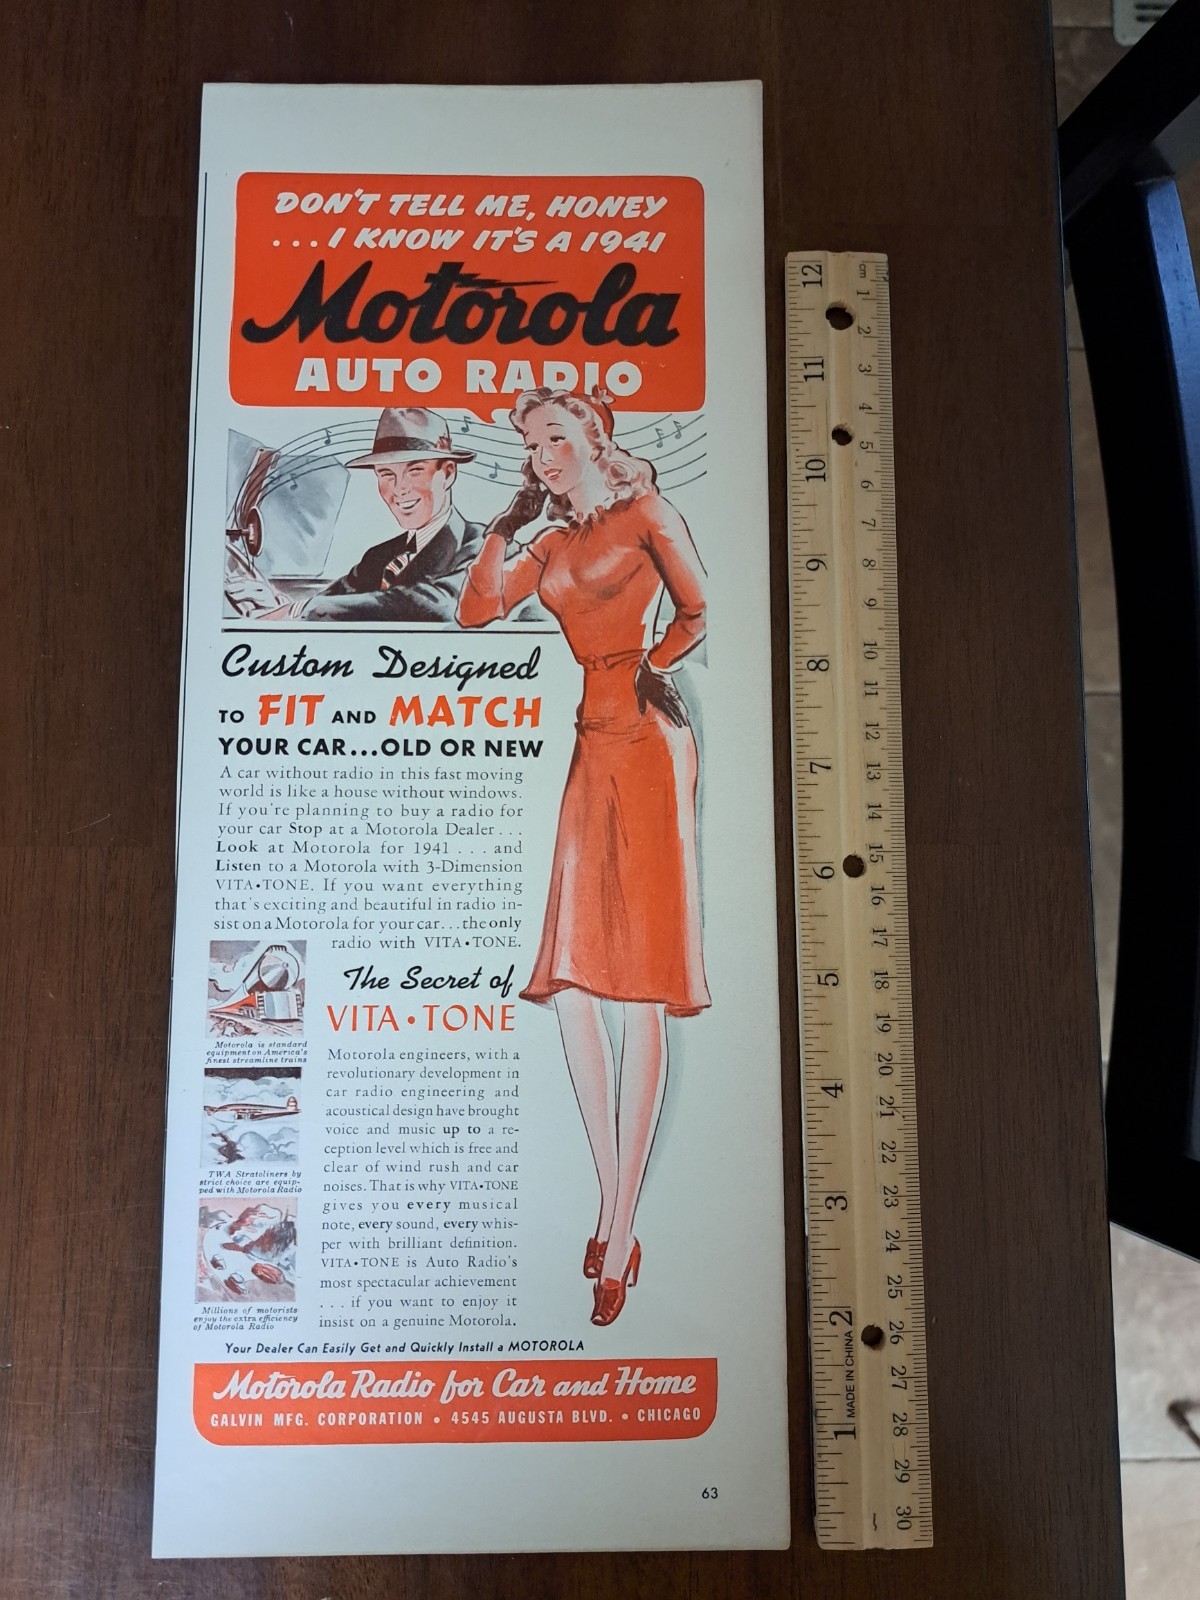 DON'T TELL ME, HONEY
...I KNOW IT'S A 1941
Motorola
AUTO RADIO
Custom Designed
TO FIT AND MATCH
YOUR CAR...OLD OR NEW
A car without radio in this fast moving
world is like a house without windows.
If you're planning to buy a radio for
your car Stop at a Motorola Dealer...
Look at Motorola for 1941 ... and
Listen to a Motorola with 3-Dimension
VITA•TONE. If you want everything
that's exciting and beautiful in radio in-
sist on a Motorola for your car...the only
radio with VITA•TONE.
Motorola is standard
equipment on America's
finest streamline trains
TWA Stratoliners by
strict choice are equip-
ped with Motorola Radio
Millions of motorists
enjoy the extra efficiency
of Motorola Radio
The Secret of
VITA•TONE
Motorola engineers, with a
revolutionary development in
car radio engineering and
acoustical design have brought
voice and music up to a re-
ception level which is free and
clear of wind rush and car
noises. That is why VITA•TONE
gives you every musical
note, every sound, every whis-
per with brilliant definition.
VITA•TONE is Auto Radio's
most spectacular achievement
... if you want to enjoy it
insist on a genuine Motorola.
Your Dealer Can Easily Get and Quickly Install a MOTOROLA
Motorola Radio for Car and Home
GALVIN MFG. CORPORATION • 4545 AUGUSTA BLVD. • CHICAGO
63
12 11 10 9 8 7 6 5 4 3 2 1
MADE IN CHINA
cm 1 2 3 4 5 6 7 8 9 10 11 12 13 14 15 16 17 18 19 20 21 22 23 24 25 26 27 28 29 30